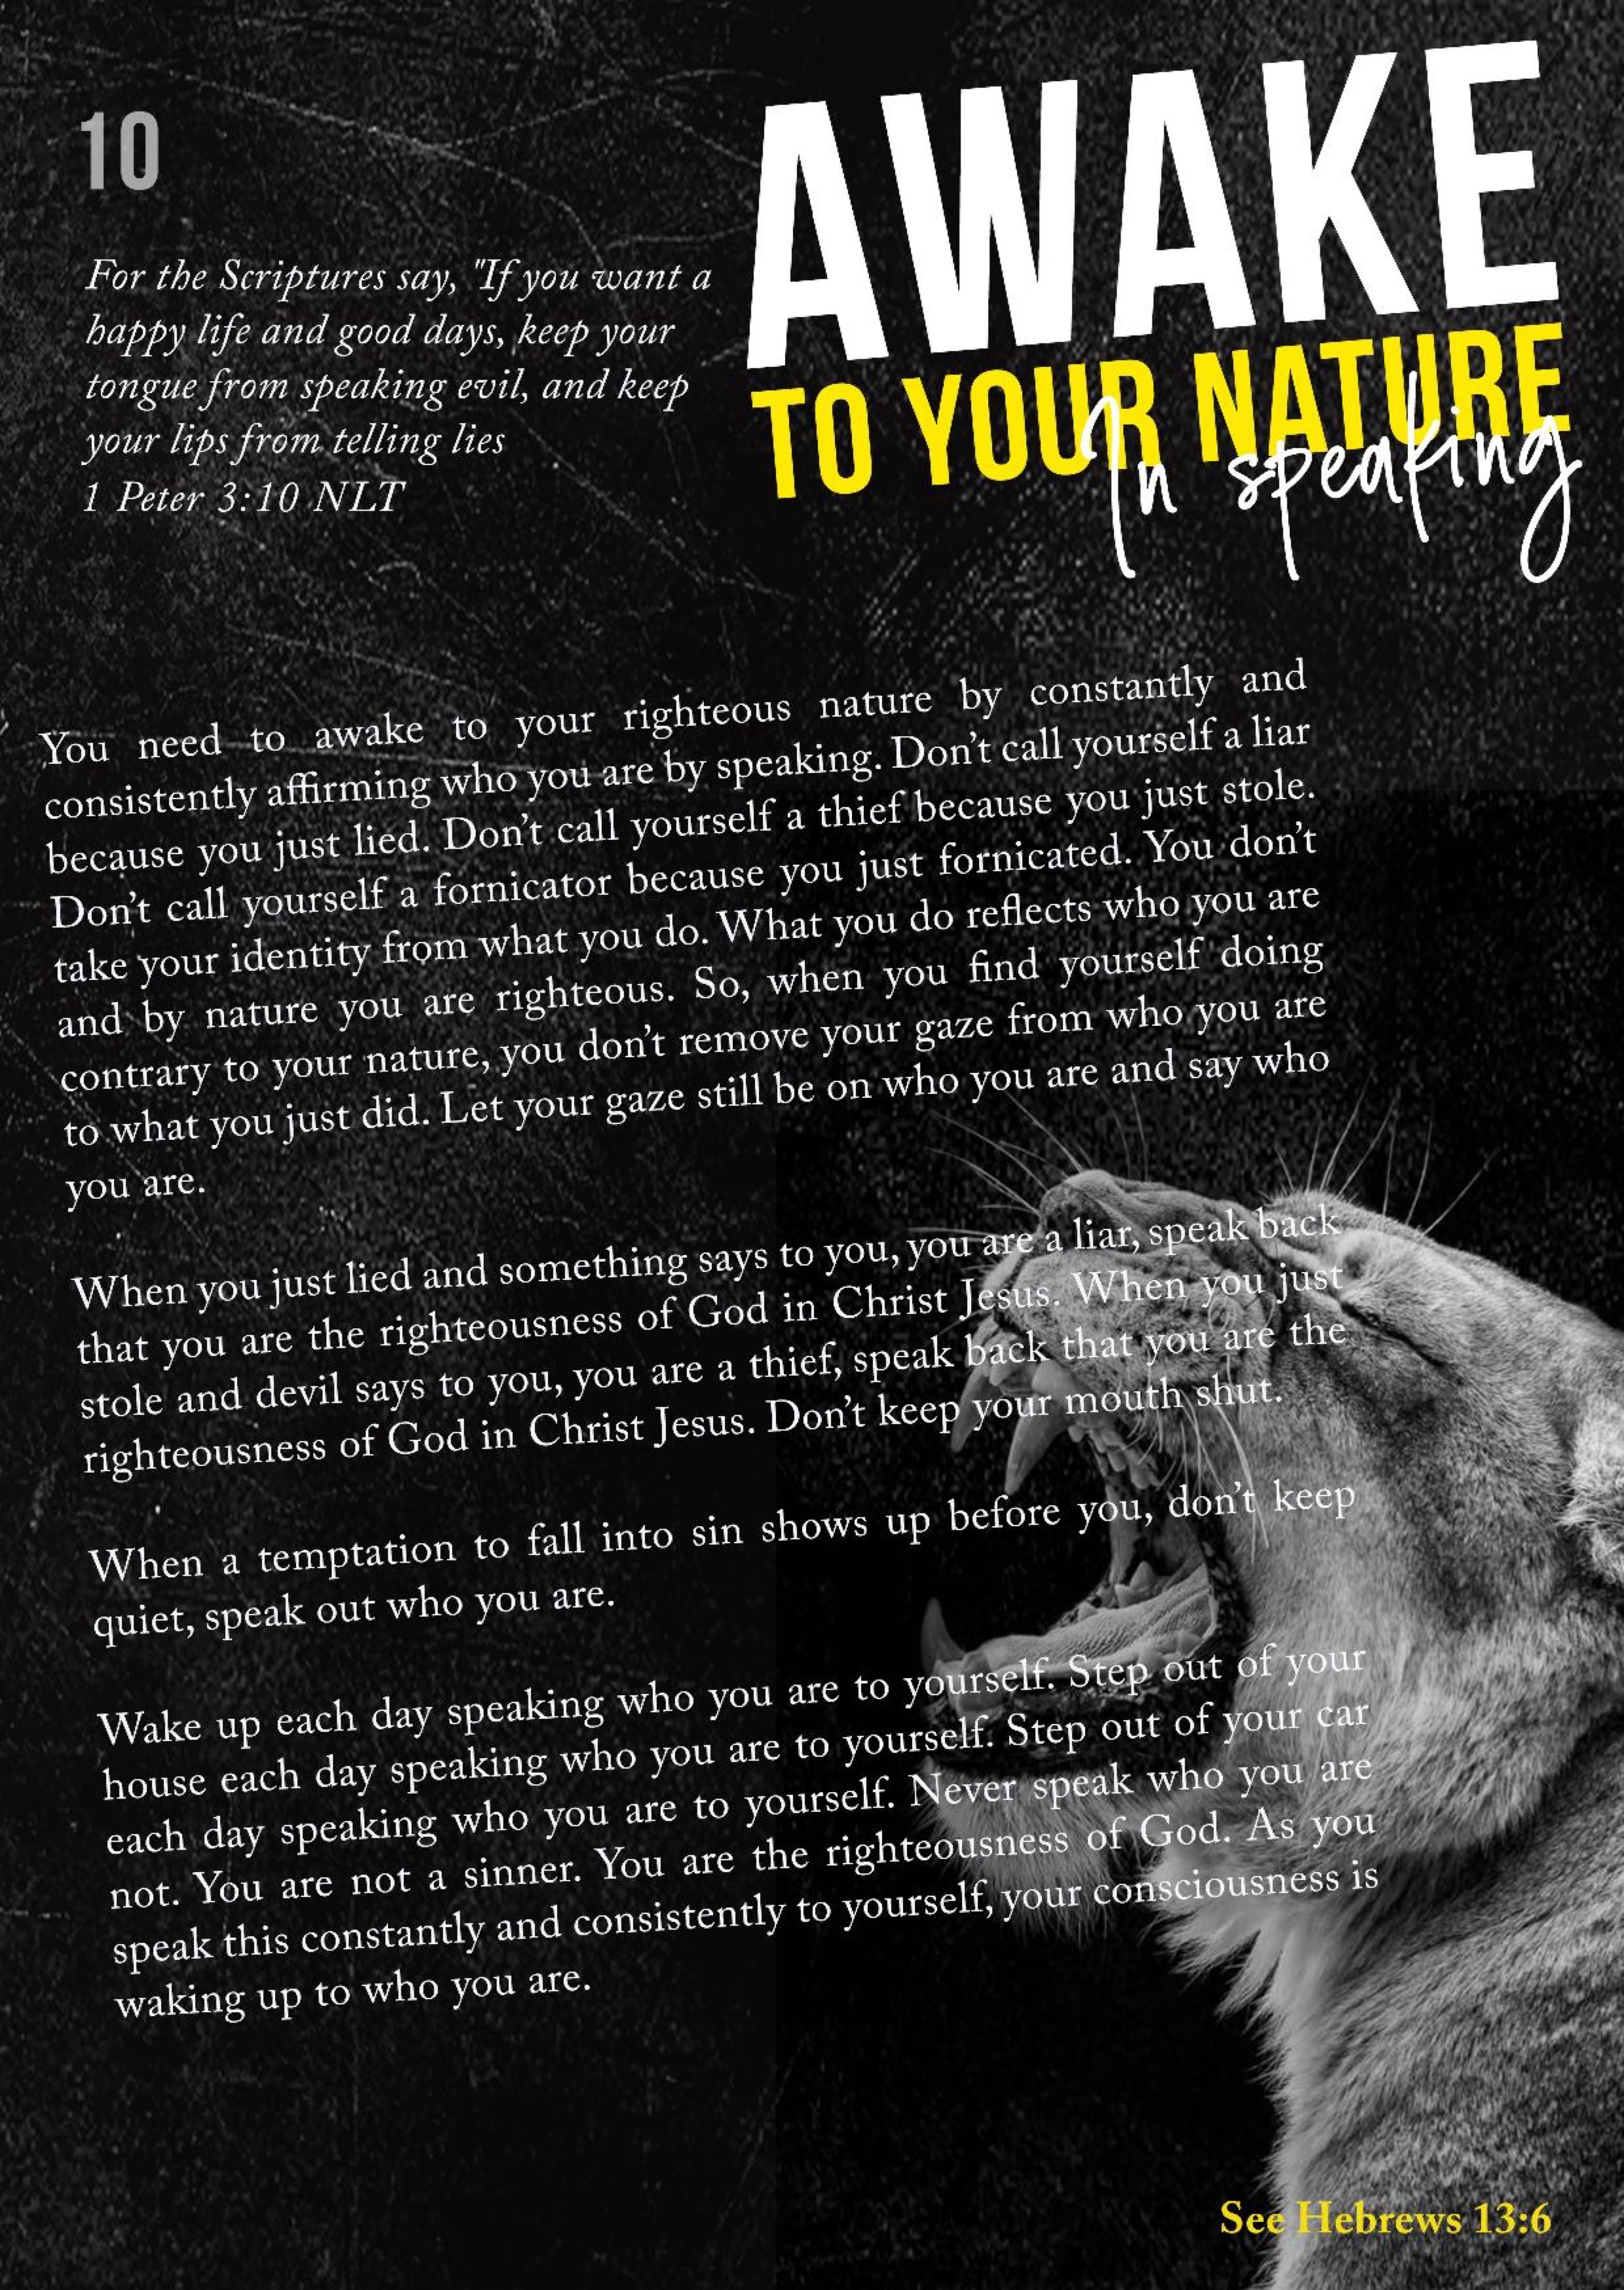 10
For the Scriptures say, "If you want a
happy life and good days, keep your
tongue from speaking evil, and keep
your lips from telling lies
1 Peter 3:10 NLT
AWAKE
TO YOUR NATURE
In speaking
You need to awake to your righteous nature by constantly and
consistently affirming who you are by speaking. Don't call yourself a liar
because you just lied. Don't call yourself a thief because you just stole.
Don't call yourself a fornicator because you just fornicated. You don't
take your identity from what you do. What you do reflects who you are
and by nature you are righteous. So, when you find yourself doing
contrary to your nature, you don't remove your gaze from who you are
to what you just did. Let your gaze still be on who you are and say who
you are.
When you just lied and something says to you, you are a liar, speak back
that you are the righteousness of God in Christ Jesus. When you just
stole and devil says to you, you are a thief, speak back that you are the
righteousness of God in Christ Jesus. Don't keep your mouth shut.
When a temptation to fall into sin shows up before you, don't keep
quiet, speak out who you are.
Wake up each day speaking who you are to yourself. Step out of your
house each day speaking who you are to yourself. Step out of your car
each day speaking who you are to yourself. Never speak who you are
not. You are not a sinner. You are the righteousness of God. As you
speak this constantly and consistently to yourself, your consciousness is
waking up to who you are.
See Hebrews 13:6